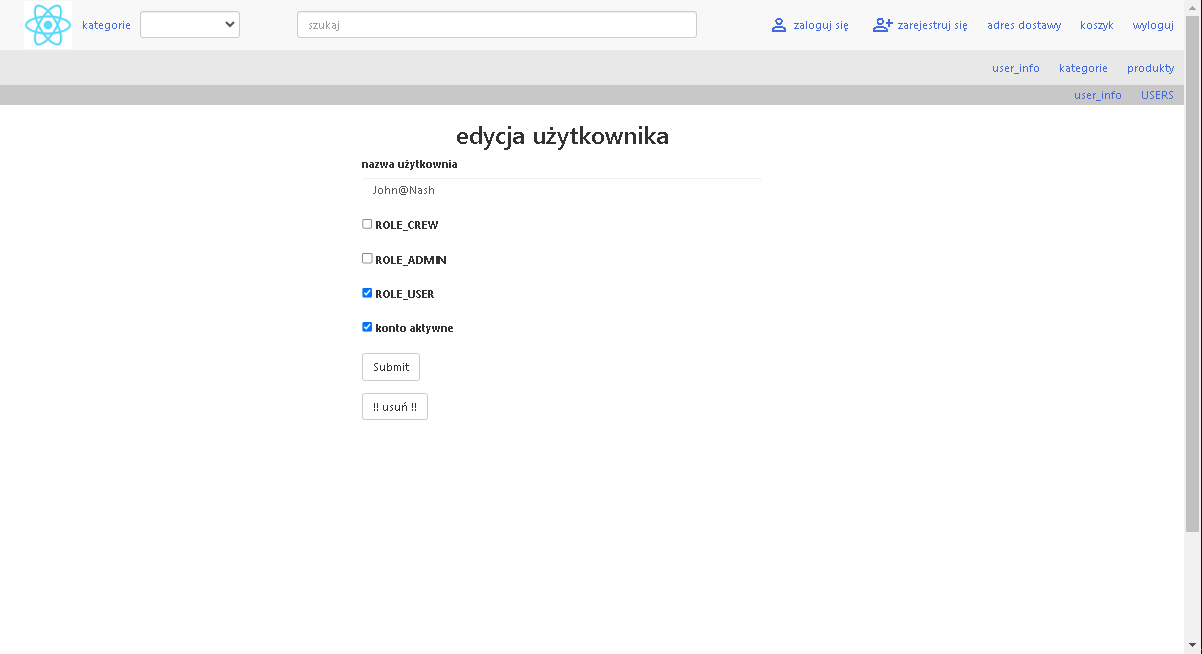 kategorie szukaj zaloguj się zarejestruj się adres dostawy koszyk wyloguj
user_info kategorie produkty
user_info USERS
edycja użytkownika
nazwa użytkownia
John@Nash
ROLE_CREW
ROLE_ADMIN
ROLE_USER
konto aktywne
Submit
!! usuń !!